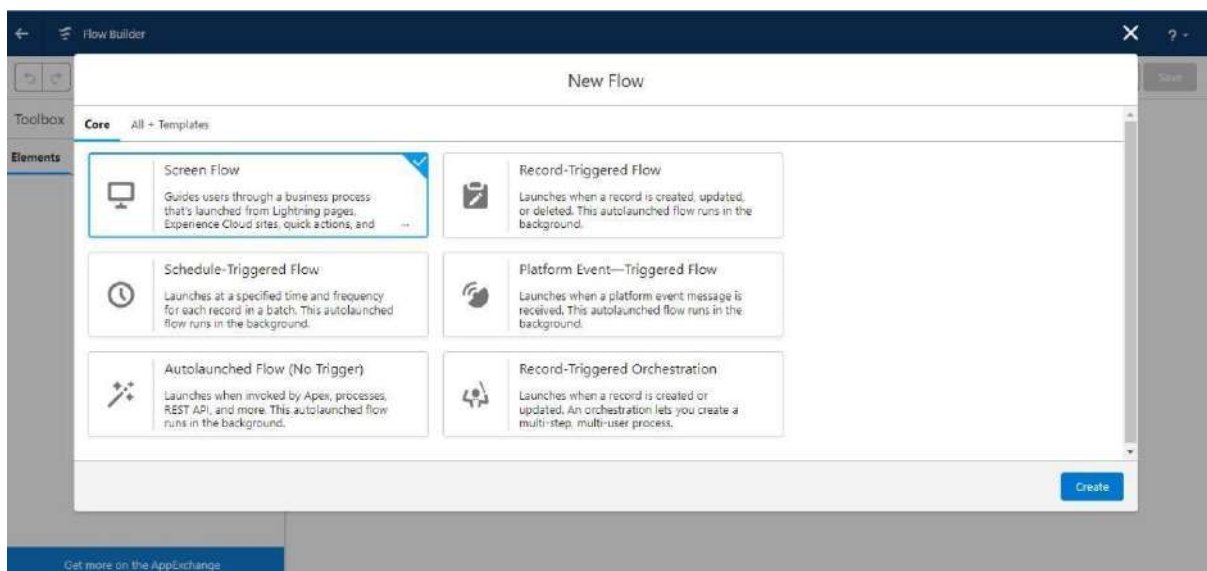 Flow Builder
? -
New Flow
Save
Toolbox
Core All + Templates
Elements
Screen Flow
Guides users through a business process
that's launched from Lightning pages,
Experience Cloud sites, quick actions, and ...
Record-Triggered Flow
Launches when a record is created, updated,
or deleted. This autolaunched flow runs in the
background.
Schedule-Triggered Flow
Launches at a specified time and frequency
for each record in a batch. This autolaunched
flow runs in the background.
Platform Event—Triggered Flow
Launches when a platform event message is
received. This autolaunched flow runs in the
background.
Autolaunched Flow (No Trigger)
Launches when invoked by Apex, processes,
REST API, and more. This autolaunched flow
runs in the background.
Record-Triggered Orchestration
Launches when a record is created or
updated. An orchestration lets you create a
multi-step, multi-user process.
Create
Get more on the AppExchange